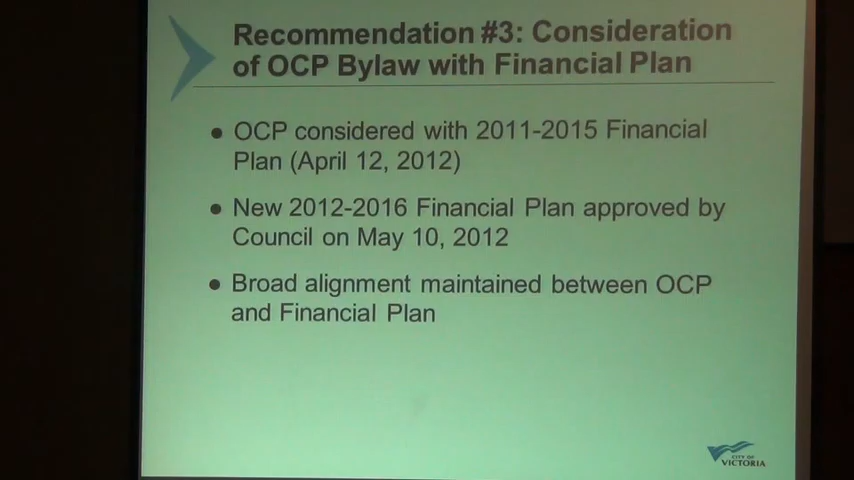 Recommendation #3: Consideration
of OCP Bylaw with Financial Plan
● OCP considered with 2011-2015 Financial
Plan (April 12, 2012)
● New 2012-2016 Financial Plan approved by
Council on May 10, 2012
● Broad alignment maintained between OCP
and Financial Plan
CITY OF
VICTORIA